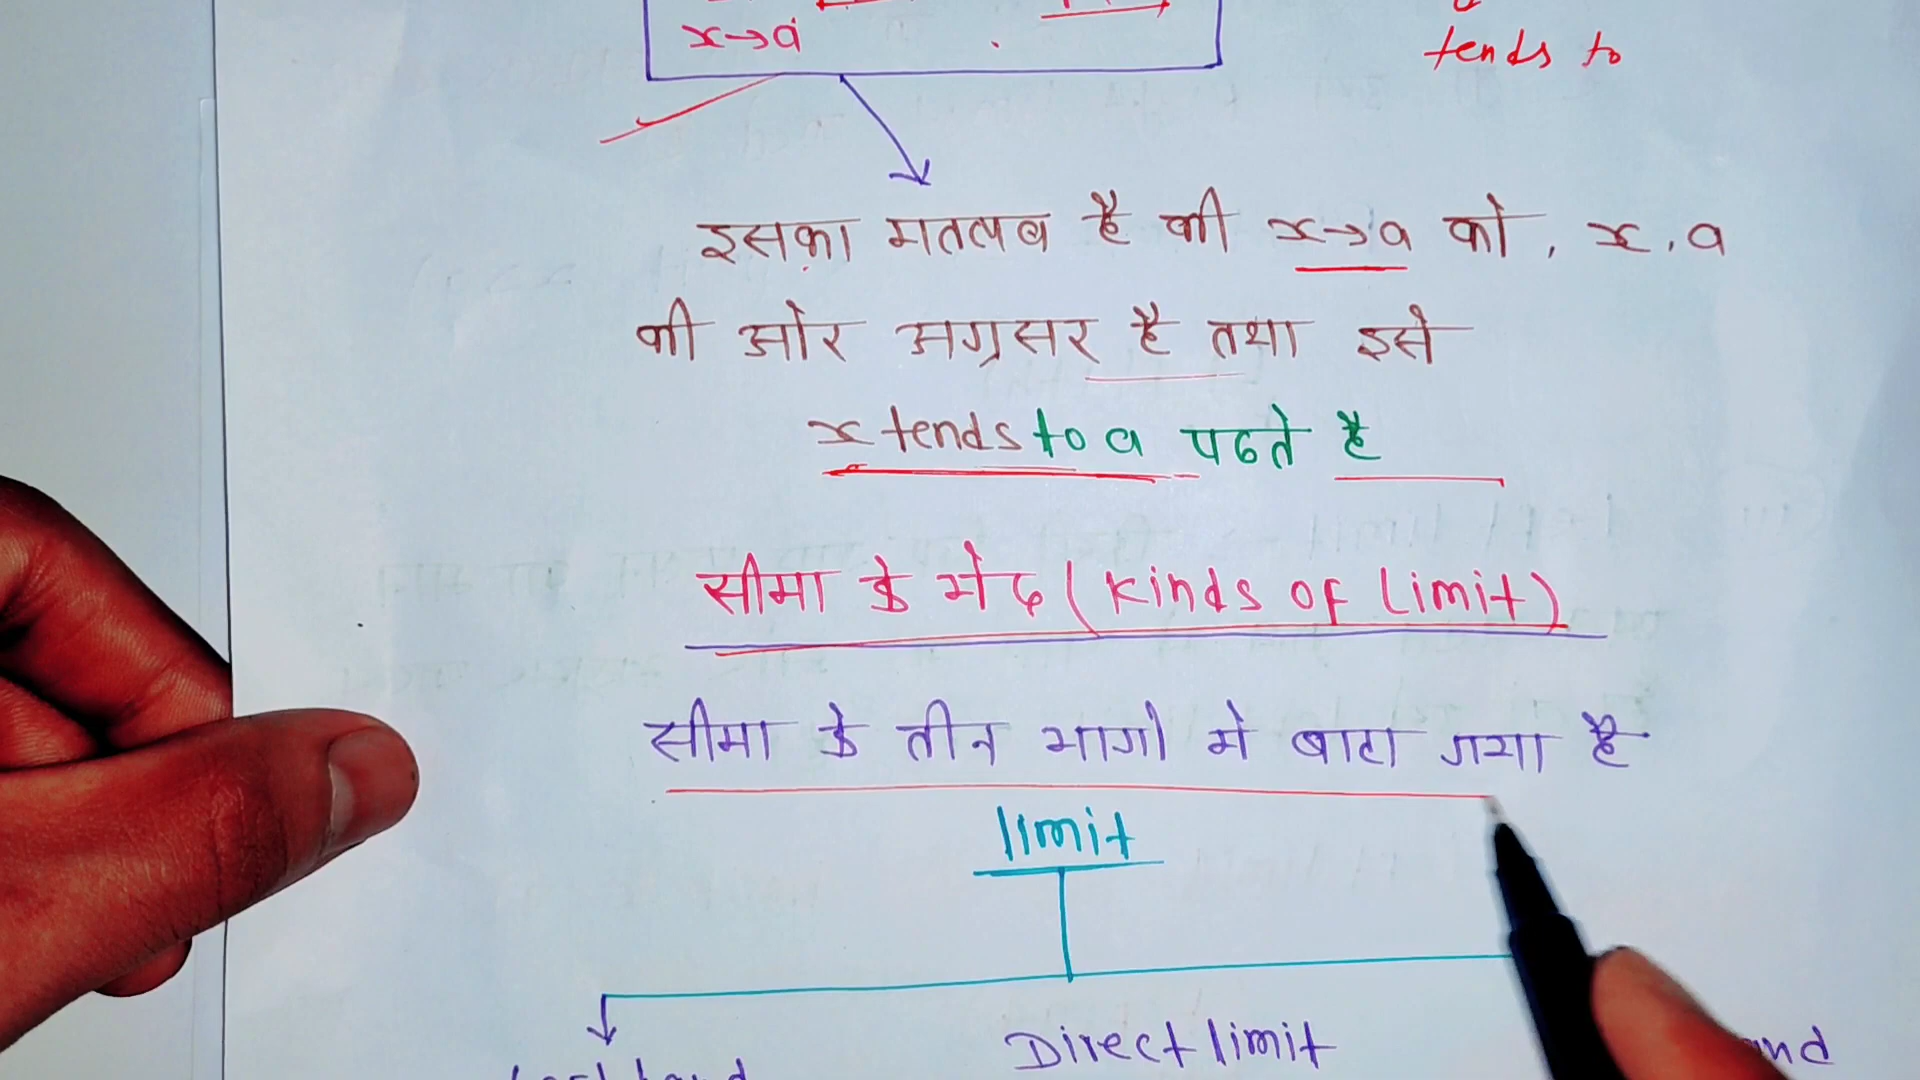 x→a
tends to
इसका मतलब है की x→a को, x, a
की ओर अग्रसर है तथा इसे
x tends to a पढते है
सीमा के भेद (Kinds of Limit)
सीमा के तीन भागो मे बाटा गया है
limit
Direct limit